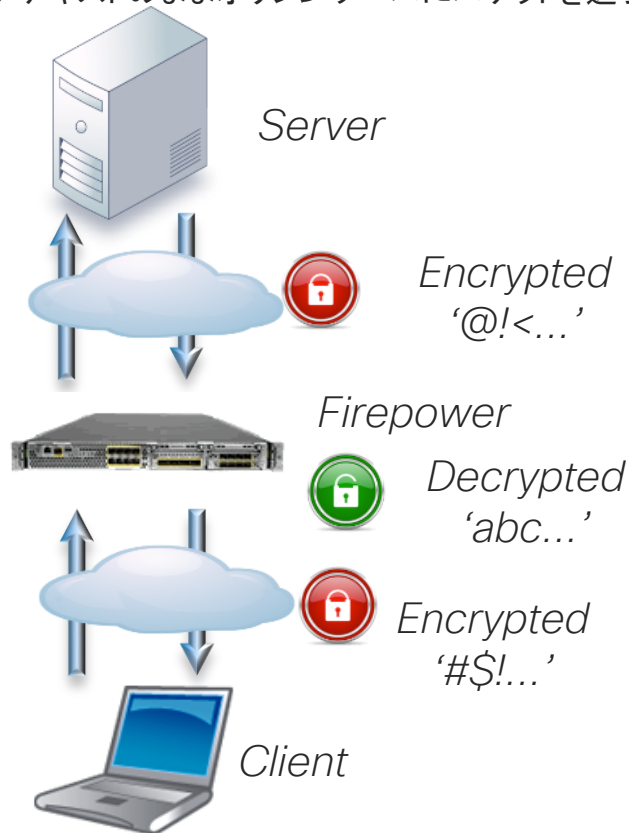 Server
Encrypted
‘@!<...’
Firepower
Decrypted
‘abc...’
Encrypted
‘#$!...’
Client